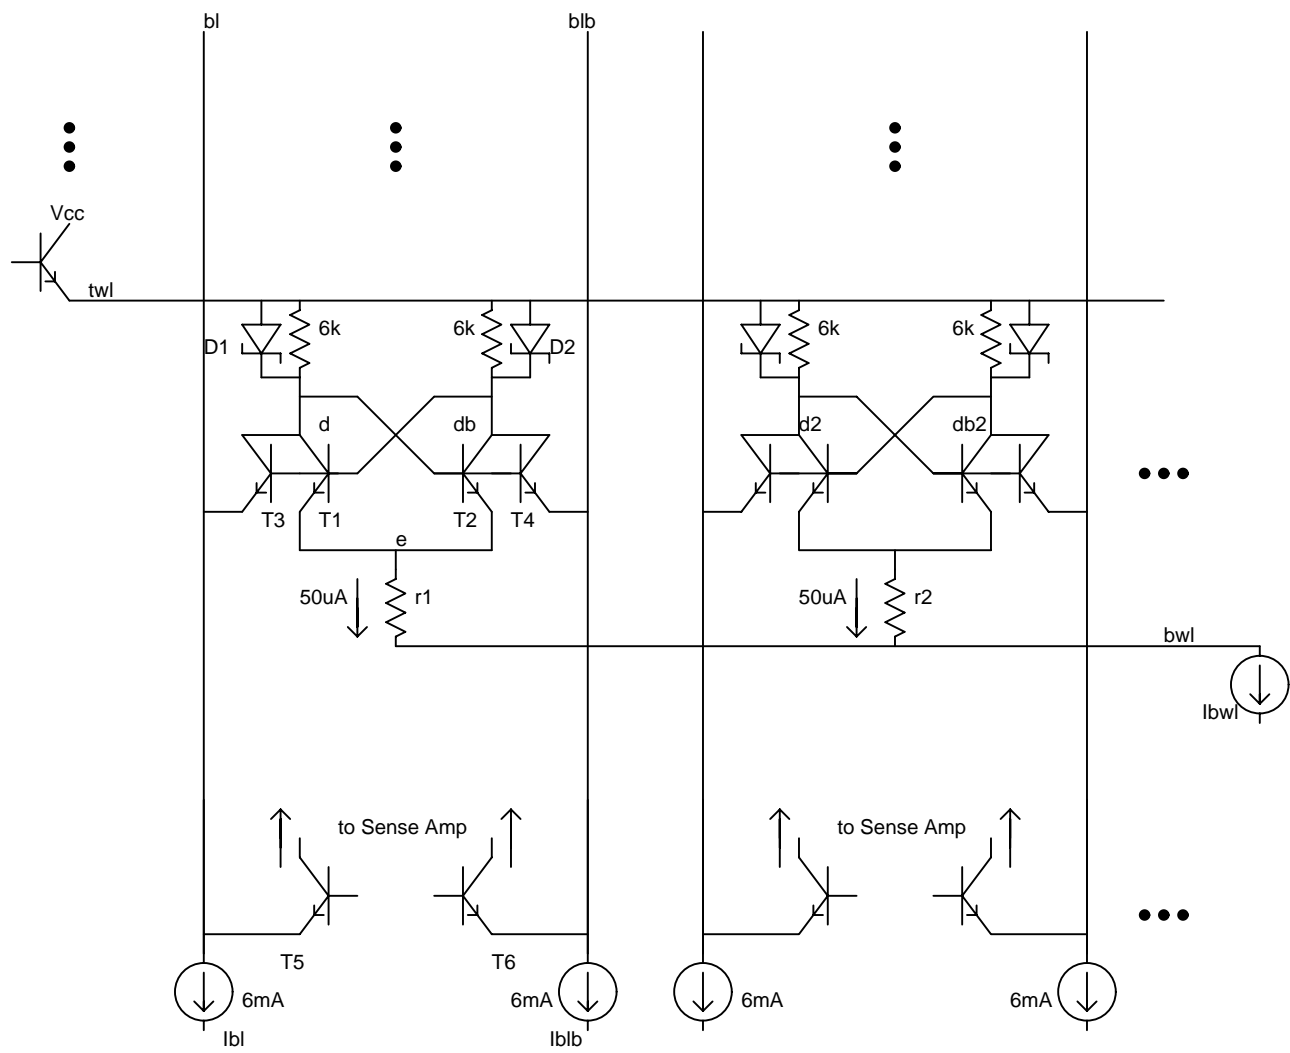 bl blb
Vcc
twl
6k 6k 6k 6k
D1 D2
d db d2 db2
T3 T1 T2 T4
e
50uA r1 50uA r2
bwl
Ibwl
to Sense Amp to Sense Amp
T5 T6
6mA 6mA 6mA 6mA
Ibl Iblb